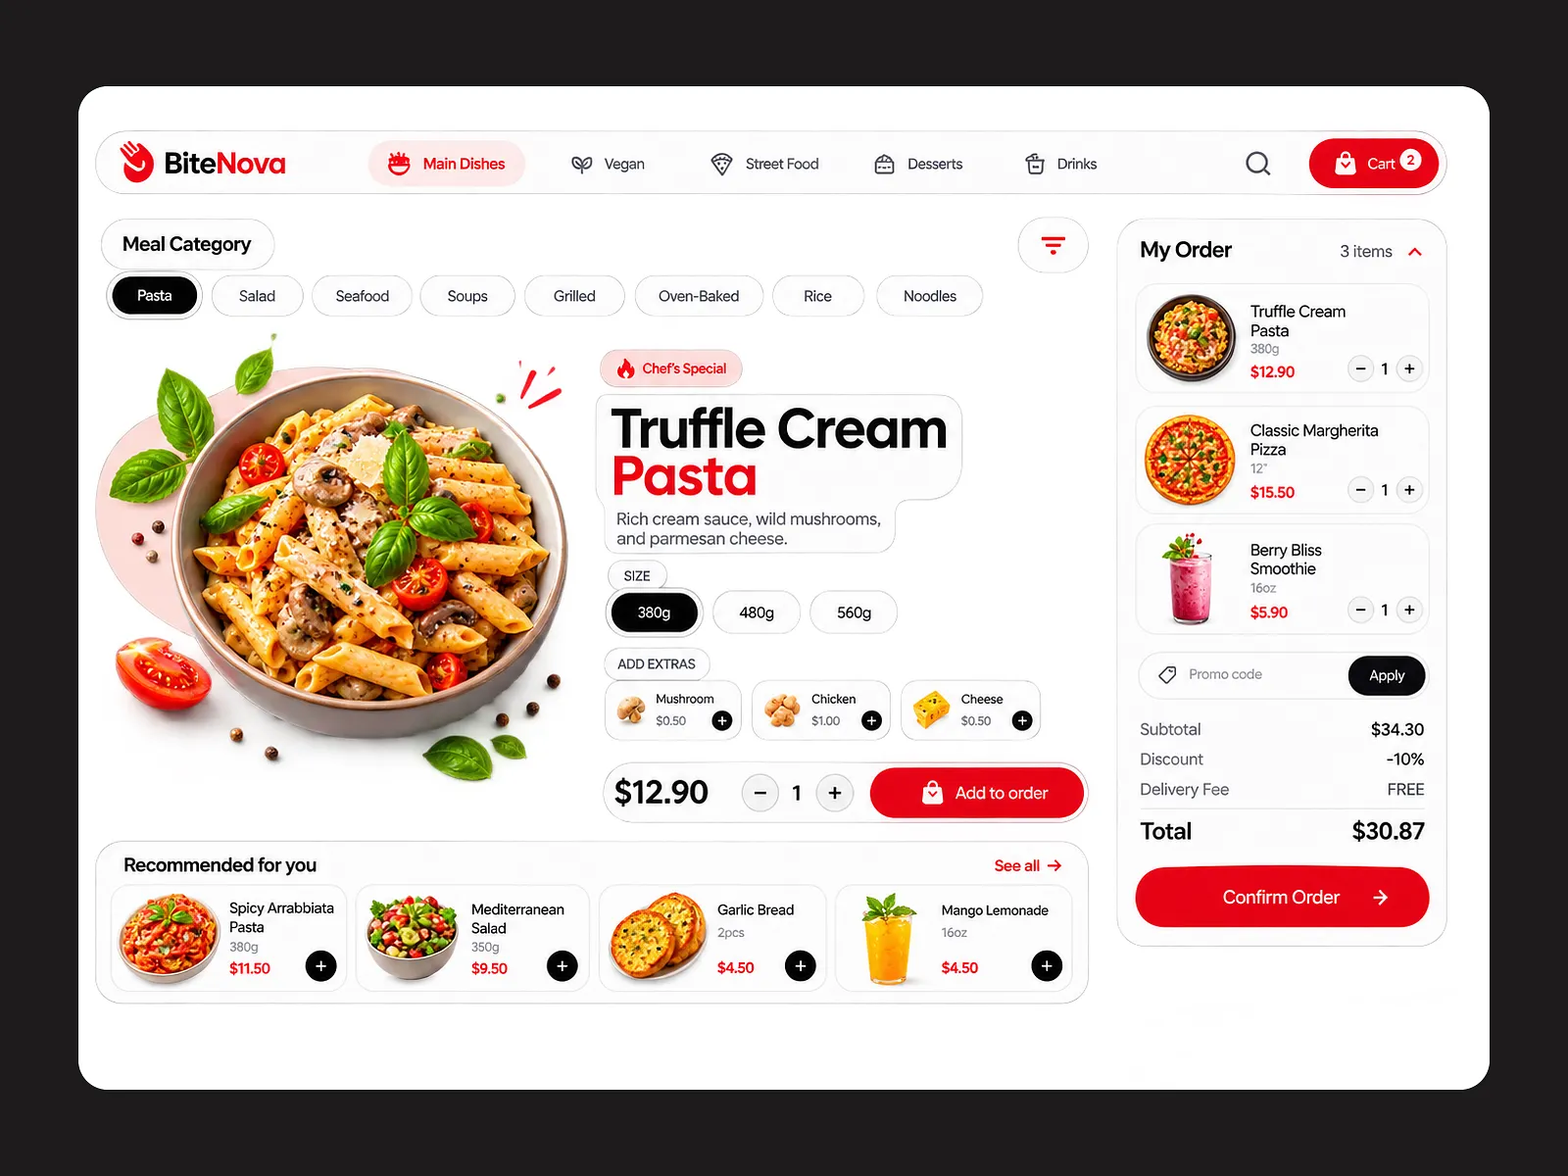 BiteNova
Main Dishes
Vegan
Street Food
Desserts
Drinks
Cart 2
Meal Category
Pasta
Salad
Seafood
Soups
Grilled
Oven-Baked
Rice
Noodles
Chef's Special
Truffle Cream
Pasta
Rich cream sauce, wild mushrooms,
and parmesan cheese.
SIZE
380g
480g
560g
ADD EXTRAS
Mushroom
$0.50
Chicken
$1.00
Cheese
$0.50
$12.90
1
Add to order
Recommended for you
See all
Spicy Arrabbiata
Pasta
380g
$11.50
Mediterranean
Salad
350g
$9.50
Garlic Bread
2pcs
$4.50
Mango Lemonade
16oz
$4.50
My Order
3 items
Truffle Cream
Pasta
380g
$12.90
1
Classic Margherita
Pizza
12"
$15.50
1
Berry Bliss
Smoothie
16oz
$5.90
1
Promo code
Apply
Subtotal $34.30
Discount -10%
Delivery Fee FREE
Total $30.87
Confirm Order